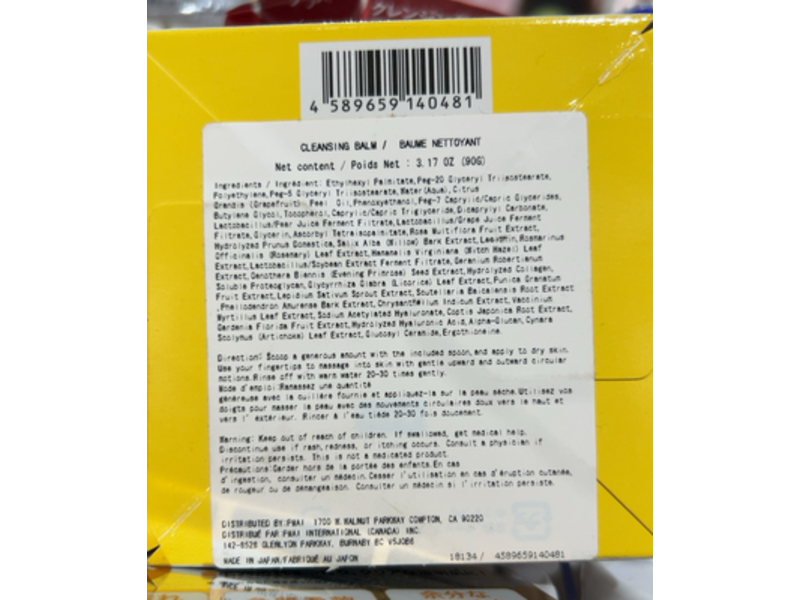 クレンジン
4 589659 140481
CLEANSING BALM / BAUME NETTOYANT
Net content / Poids Net : 3.17 OZ (90G)
Ingredients / Ingrédient: Ethylhexyl Palmitate,Peg-20 Glyceryl Triisostearate,
Polyethylene,Peg-5 Glyceryl Triisostearate,Water(Aqua),Citrus
Grandis (Grapefruit) Peel Oil,Phenoxyethanol,Peg-7 Caprylic/Capric Glycerides,
Butylene Glycol,Tocopherol,Caprylic/Capric Triglyceride,Dicaprylyl Carbonate,
Lactobacillus/Pear Juice Ferment Filtrate,Lactobacillus/Grape Juice Ferment
Filtrate,Glycerin,Ascorbyl Tetraisopalmitate,Rosa Multiflora Fruit Extract,
Hydrolyzed Prunus Domestica,Salix Alba (Willow) Bark Extract,Lecithin,Rosmarinus
Officinalis (Rosemary) Leaf Extract,Hamamelis Virginiana (Witch Hazel) Leaf
Extract,Lactobacillus/Soybean Extract Ferment Filtrate,Geranium Robertianum
Extract,Oenothera Biennis (Evening Primrose) Seed Extract,Hydrolyzed Collagen,
Soluble Proteoglycan,Glycyrrhiza Glabra (Licorice) Leaf Extract,Punica Granatum
Fruit Extract,Lepidium Sativum Sprout Extract,Scutellaria Baicalensis Root Extract
,Phellodendron Amurense Bark Extract,Chrysanthellum Indicum Extract,Vaccinium
Myrtillus Leaf Extract,Sodium Acetylated Hyaluronate,Coptis Japonica Root Extract,
Gardenia Florida Fruit Extract,Hydrolyzed Hyaluronic Acid,Alpha-Glucan,Cynara
Scolymus (Artichoke) Leaf Extract,Glucosyl Ceramide,Ergothioneine.
Direction: Scoop a generous amount with the included spoon,and apply to dry skin.
Use your fingertips to massage into skin with gentle upward and outward circular
motions.Rinse off with warm water 20-30 times gently.
Mode d'emploi:Ramassez une quantité
généreuse avec la cuillère fournie et appliquez-la sur la peau sèche.Utilisez vos
doigts pour masser la peau avec des mouvements circulaires doux vers le haut et
vers l' extérieur. Rincer à l'eau tiède 20-30 fois doucement.
Warning: Keep out of reach of children. If swallowed, get medical help.
Discontinue use if rash,redness, or itching occurs. Consult a physician if
irritation persists. This is not a medicated product.
Précautions:Garder hors de la portée des enfants.En cas
d'ingestion, consulter un médecin.Cesser l'utilisation en cas d'éruption cutanée,
de rougeur ou de démangeaison. Consulter un médecin si l'irritation persiste.
DISTRIBUTED BY:PWAI 1700 W.WALNUT PARKWAY COMPTON, CA 90220
DISTRIBUÉ PAR:PWAI INTERNATIONAL (CANADA) INC.
142-8528 GLENLYON PARKWAY, BURNABY BC V5J0B6
MADE IN JAPAN/FABRIQUÉ AU JAPON
18134 / 4589659140481